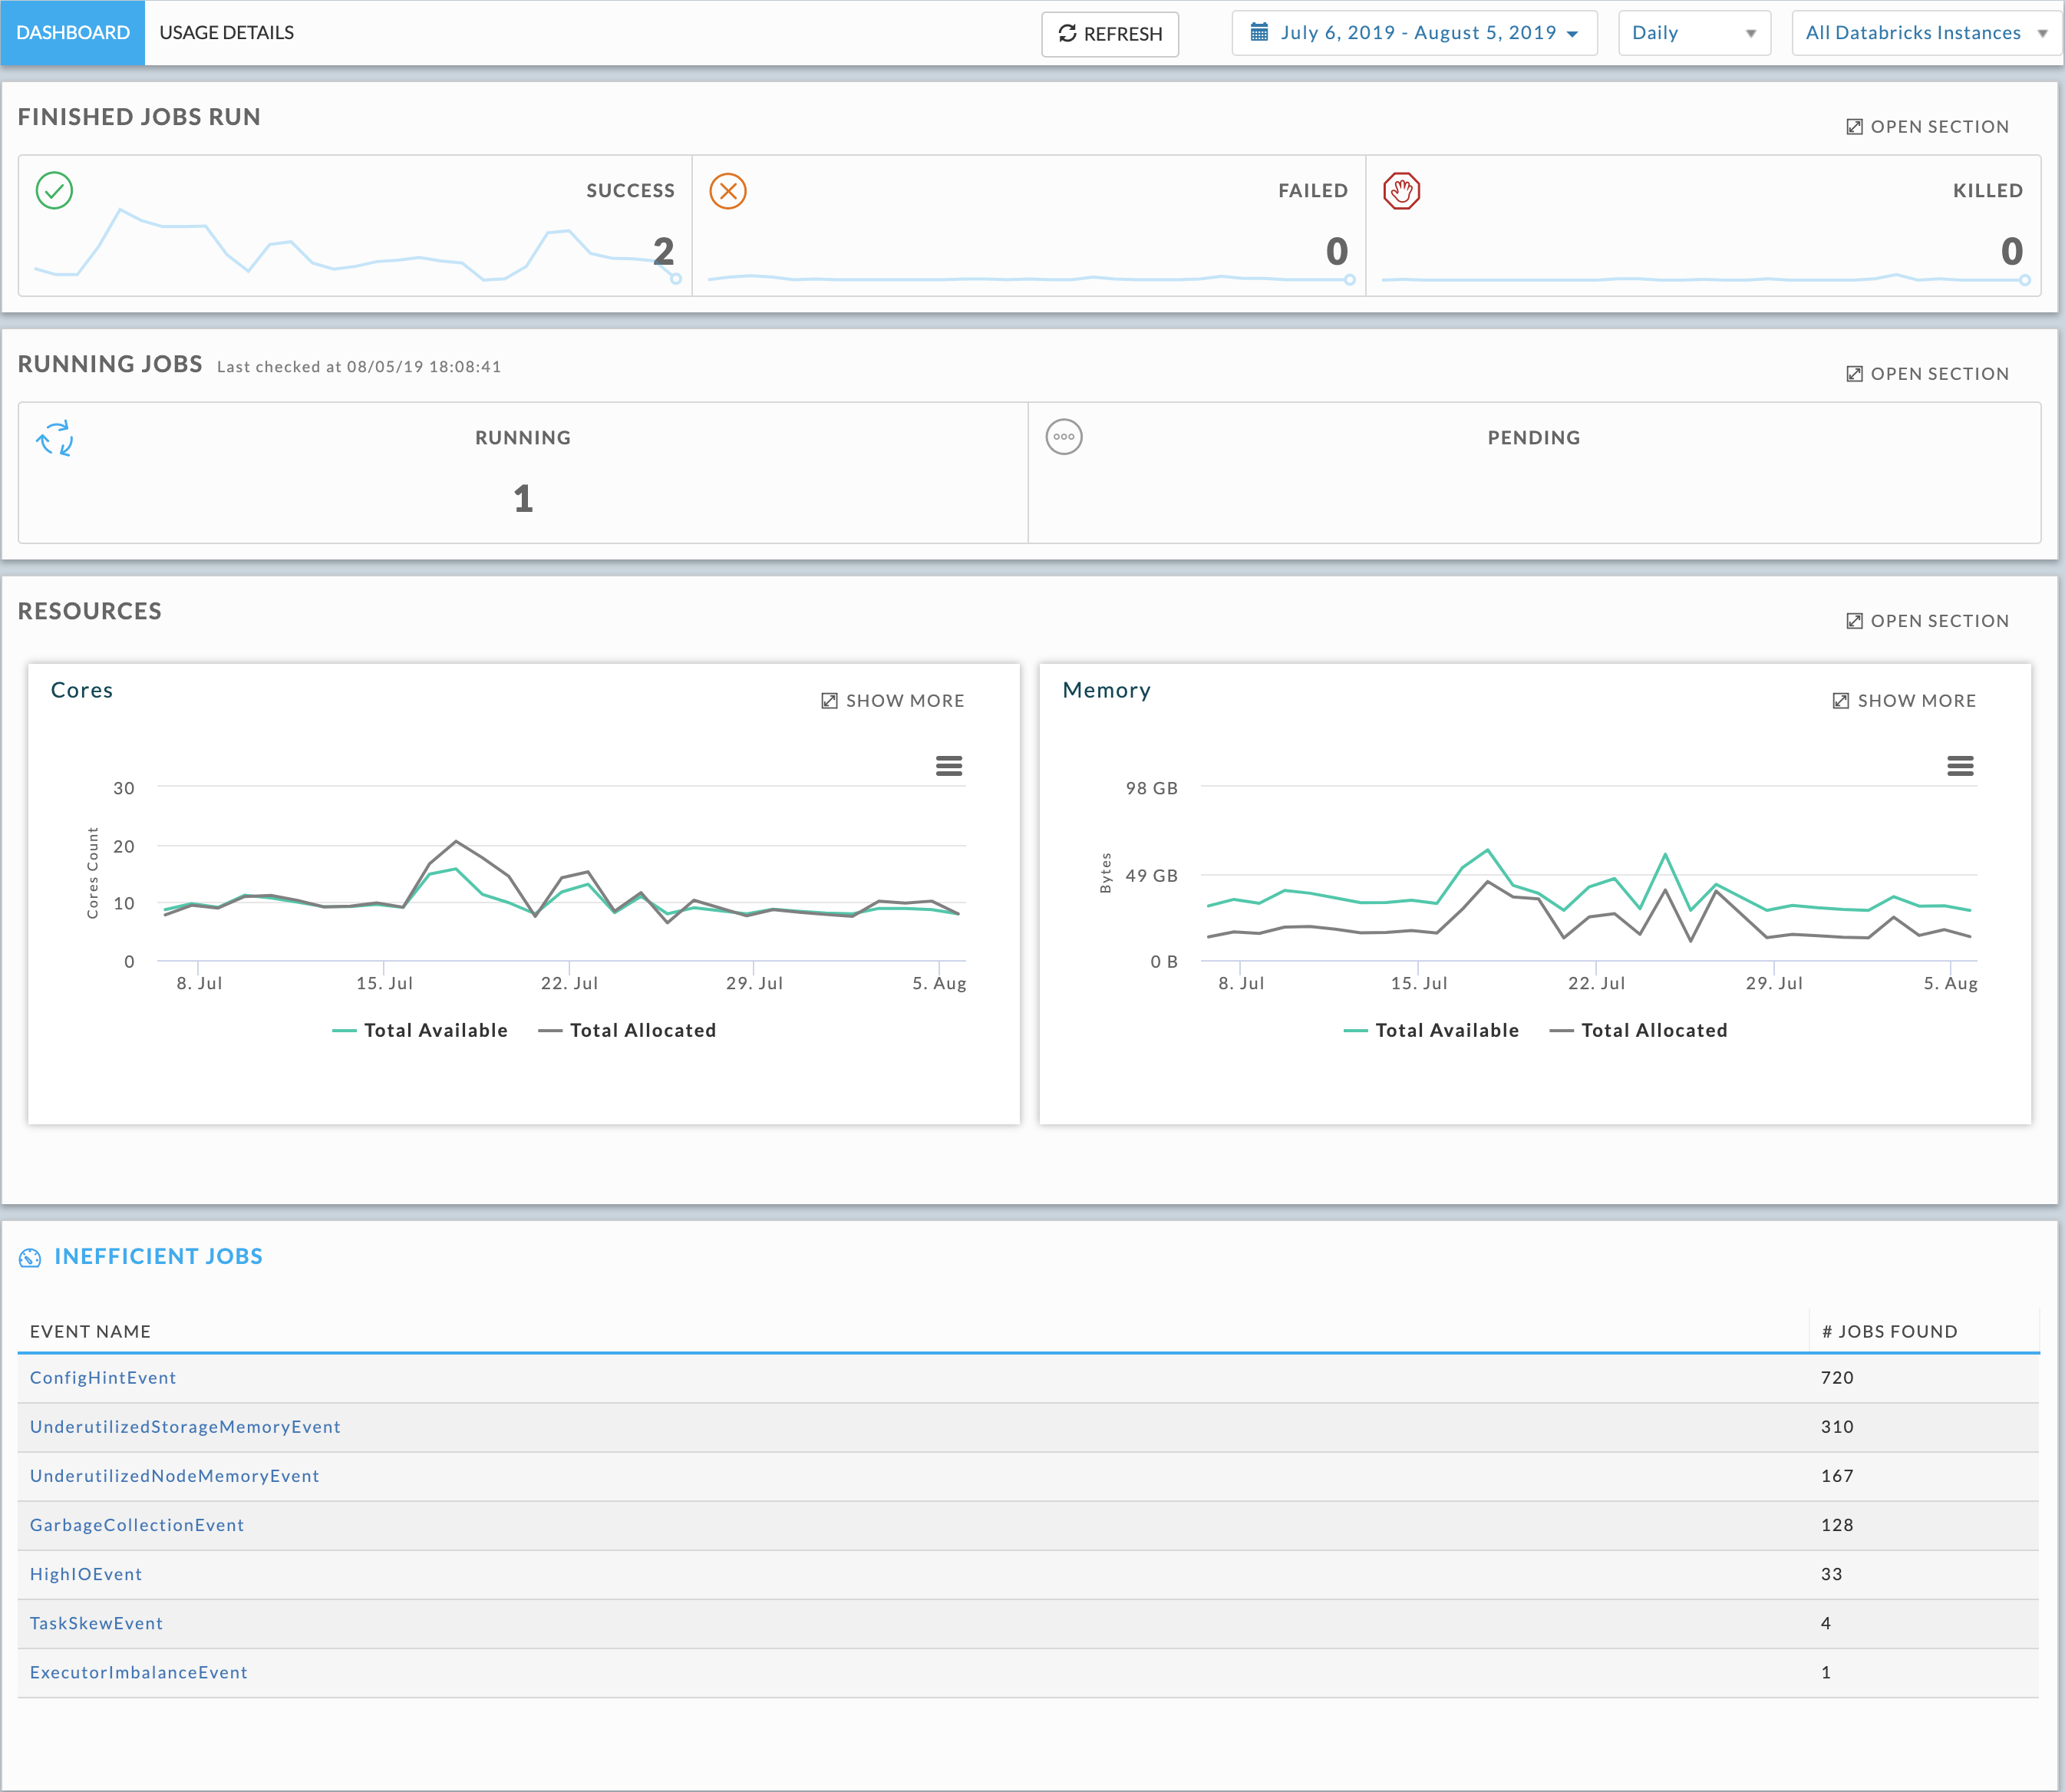 DASHBOARD USAGE DETAILS REFRESH July 6, 2019 - August 5, 2019 Daily All Databricks Instances
FINISHED JOBS RUN
OPEN SECTION
SUCCESS
2
FAILED
0
KILLED
0
RUNNING JOBS Last checked at 08/05/19 18:08:41
OPEN SECTION
RUNNING
1
PENDING
RESOURCES
OPEN SECTION
Cores
SHOW MORE
Cores Count
30
20
10
0
8. Jul 15. Jul 22. Jul 29. Jul 5. Aug
Total Available Total Allocated
Memory
SHOW MORE
Bytes
98 GB
49 GB
0 B
8. Jul 15. Jul 22. Jul 29. Jul 5. Aug
Total Available Total Allocated
INEFFICIENT JOBS
EVENT NAME # JOBS FOUND
ConfigHintEvent 720
UnderutilizedStorageMemoryEvent 310
UnderutilizedNodeMemoryEvent 167
GarbageCollectionEvent 128
HighIOEvent 33
TaskSkewEvent 4
ExecutorImbalanceEvent 1